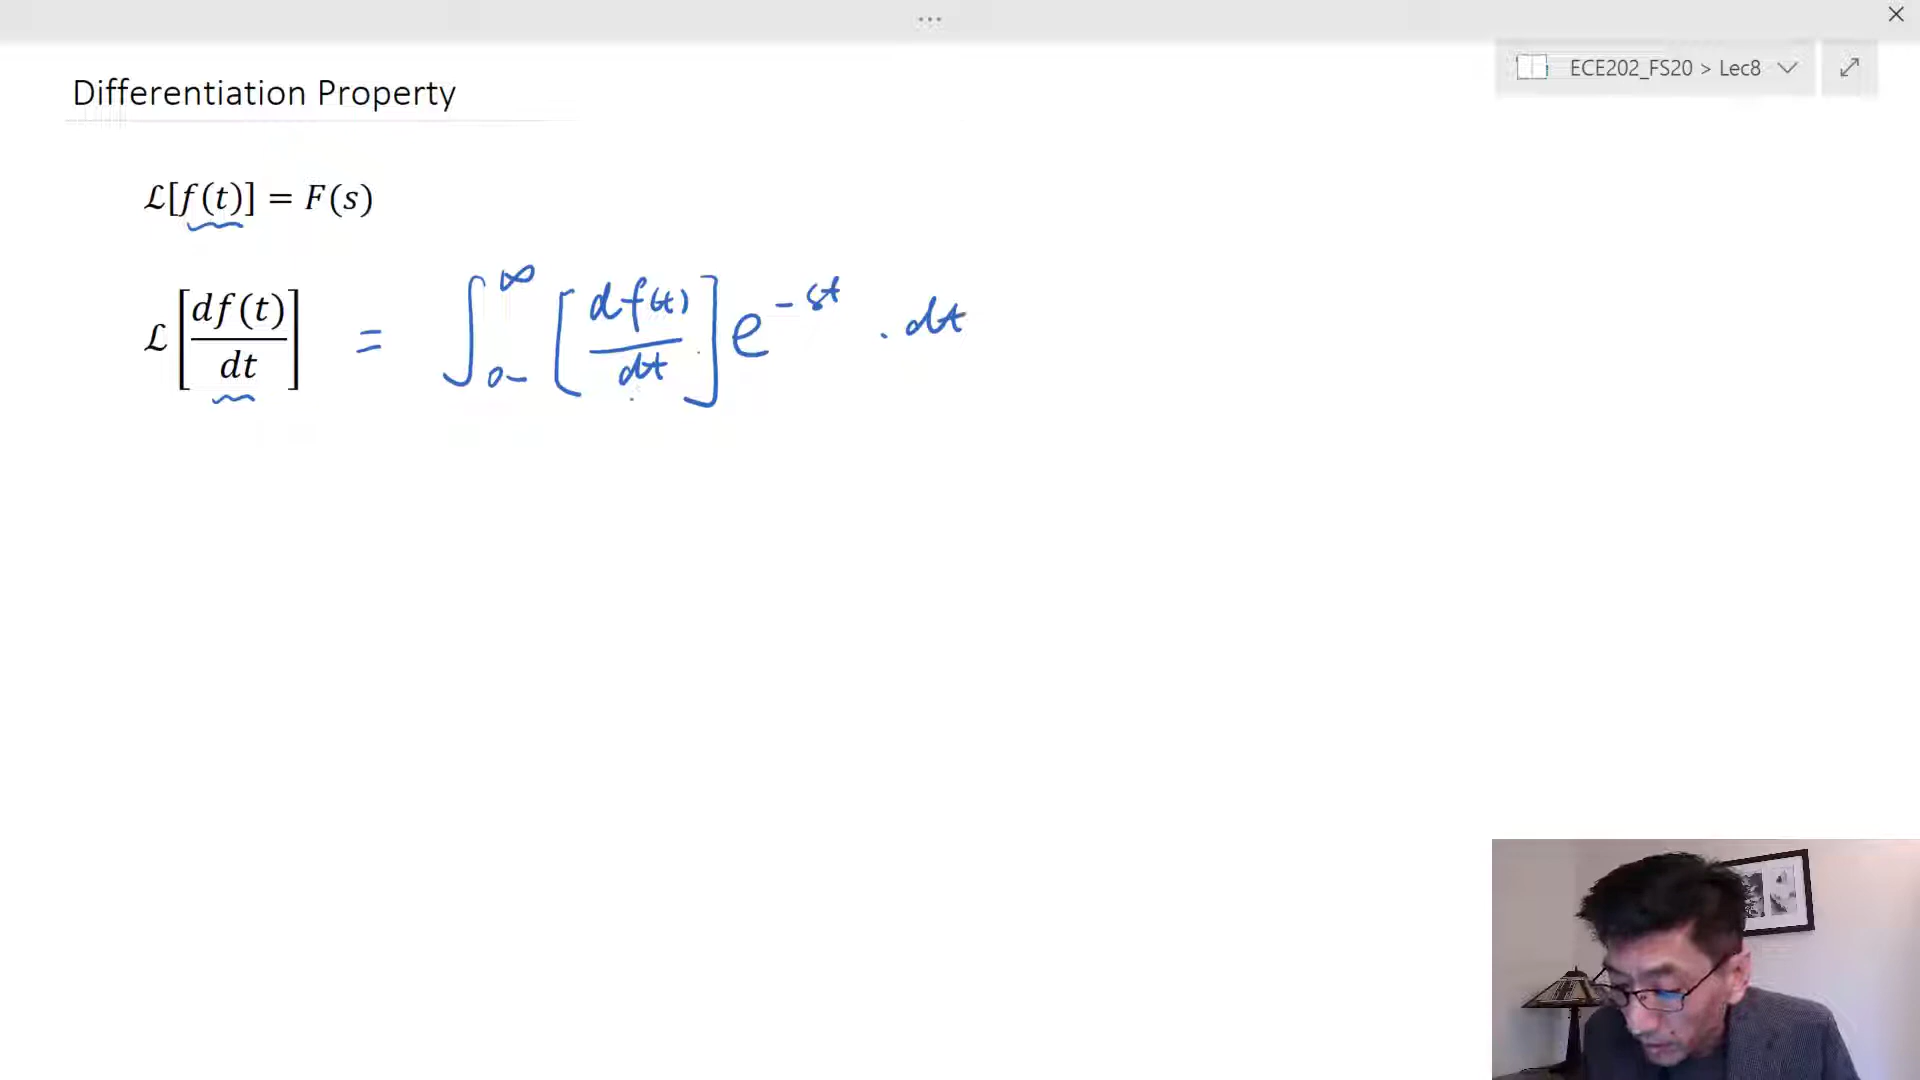 ECE202_FS20 > Lec8
Differentiation Property
ℒ[f(t)] = F(s)
ℒ[df(t)/dt] = ∫₀₋^∞ [df(t)/dt] e^{-st} · dt